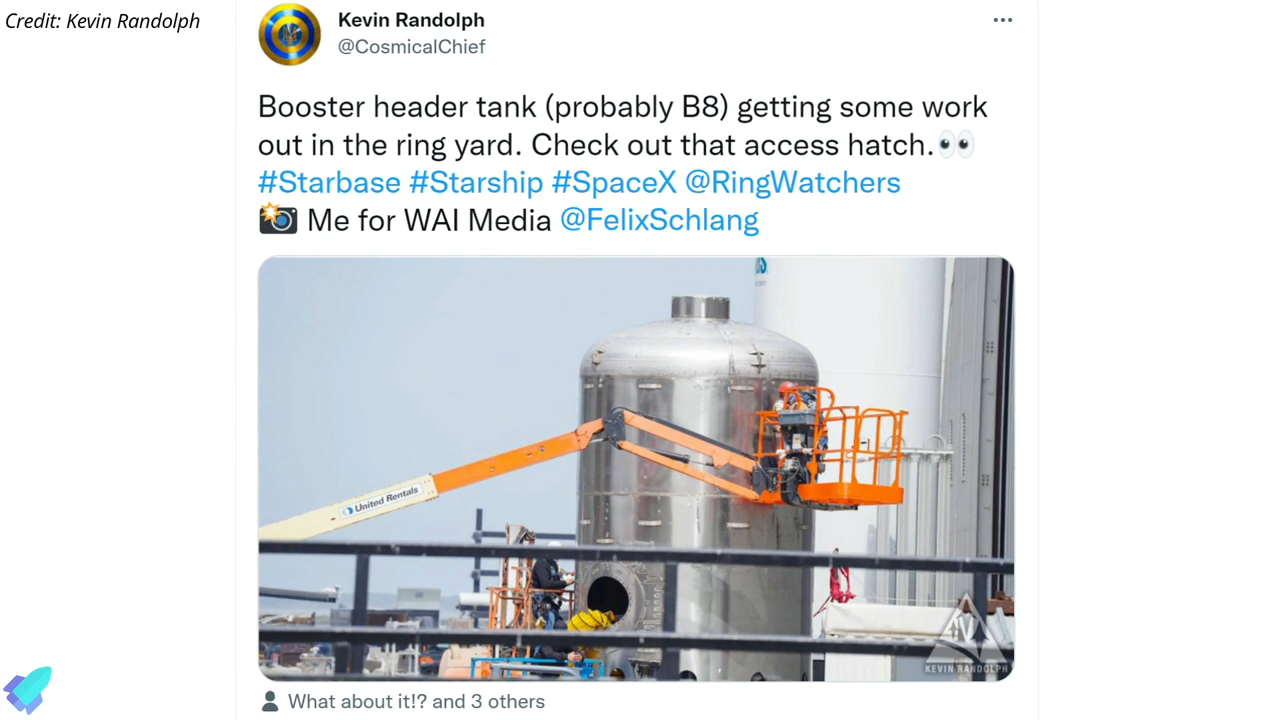 Credit: Kevin Randolph
Kevin Randolph
@CosmicalChief
Booster header tank (probably B8) getting some work
out in the ring yard. Check out that access hatch.👀
#Starbase #Starship #SpaceX @RingWatchers
📸 Me for WAI Media @FelixSchlang
United Rentals
KEVIN RANDOLPH
What about it!? and 3 others